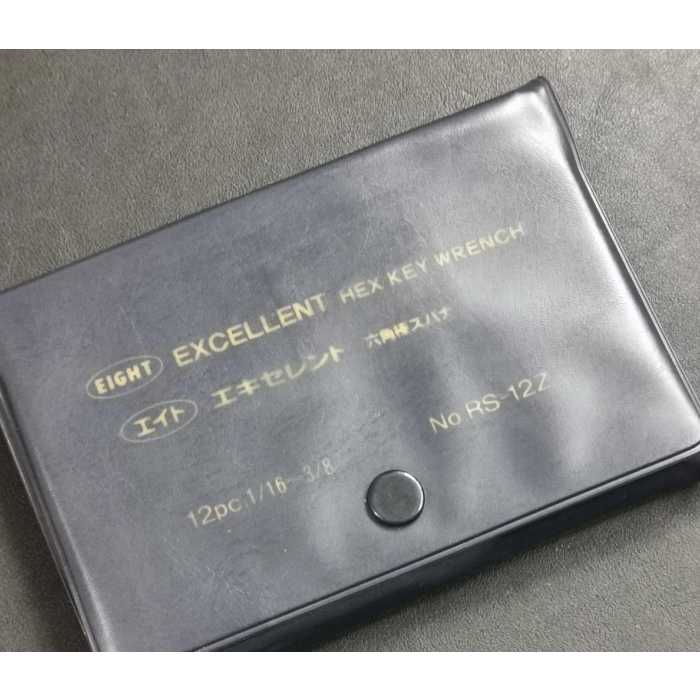 EIGHT EXCELLENT HEX KEY WRENCH
エイト エキセレント 六角棒スパナ
No RS-12Z
12pc.1/16~3/8